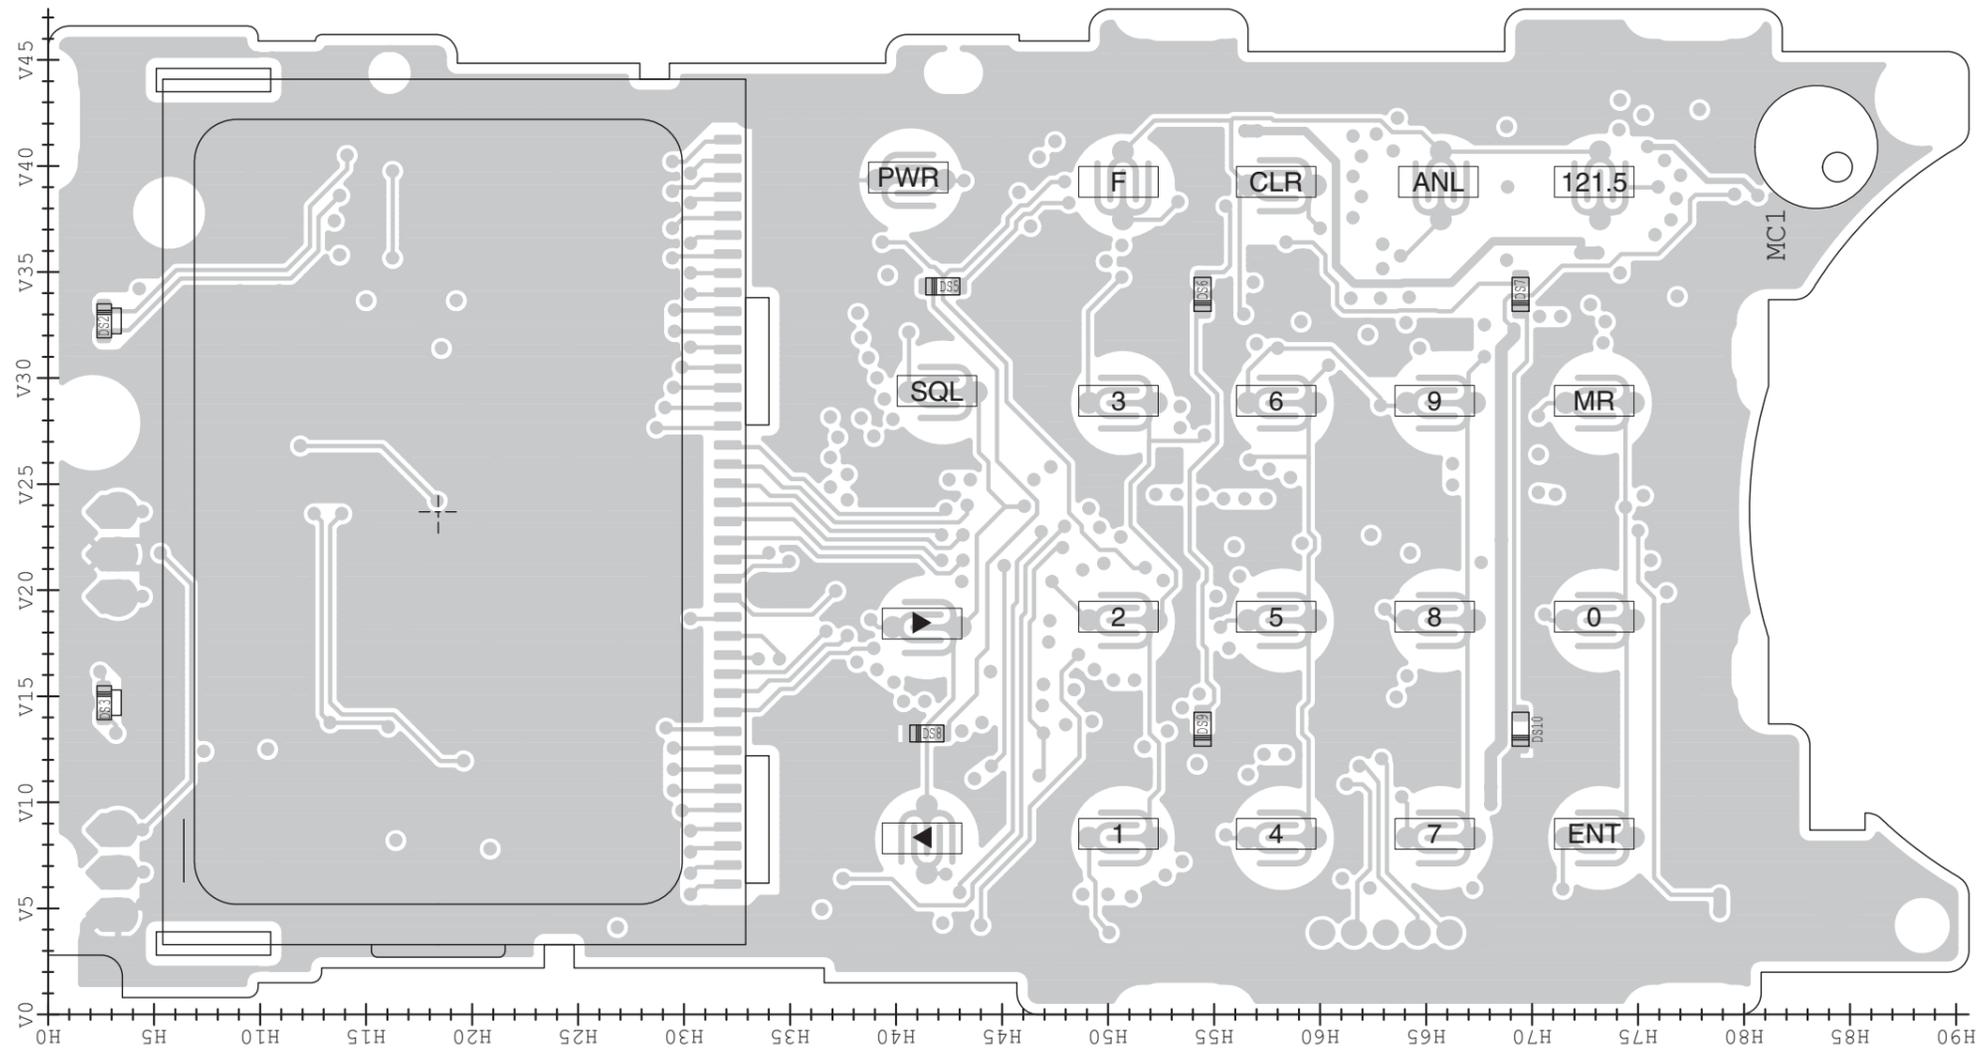 V45
V40
V35
V30
V25
V20
V15
V10
V5
V0
H0 H5 H10 H15 H20 H25 H30 H35 H40 H45 H50 H55 H60 H65 H70 H75 H80 H85 H90
PWR F CLR ANL 121.5
MC1
DS2 DS5 DS6 DS7
SQL 3 6 9 MR
▶ 2 5 8 0
DS3 DS8 DS9 DS10
◀ 1 4 7 ENT